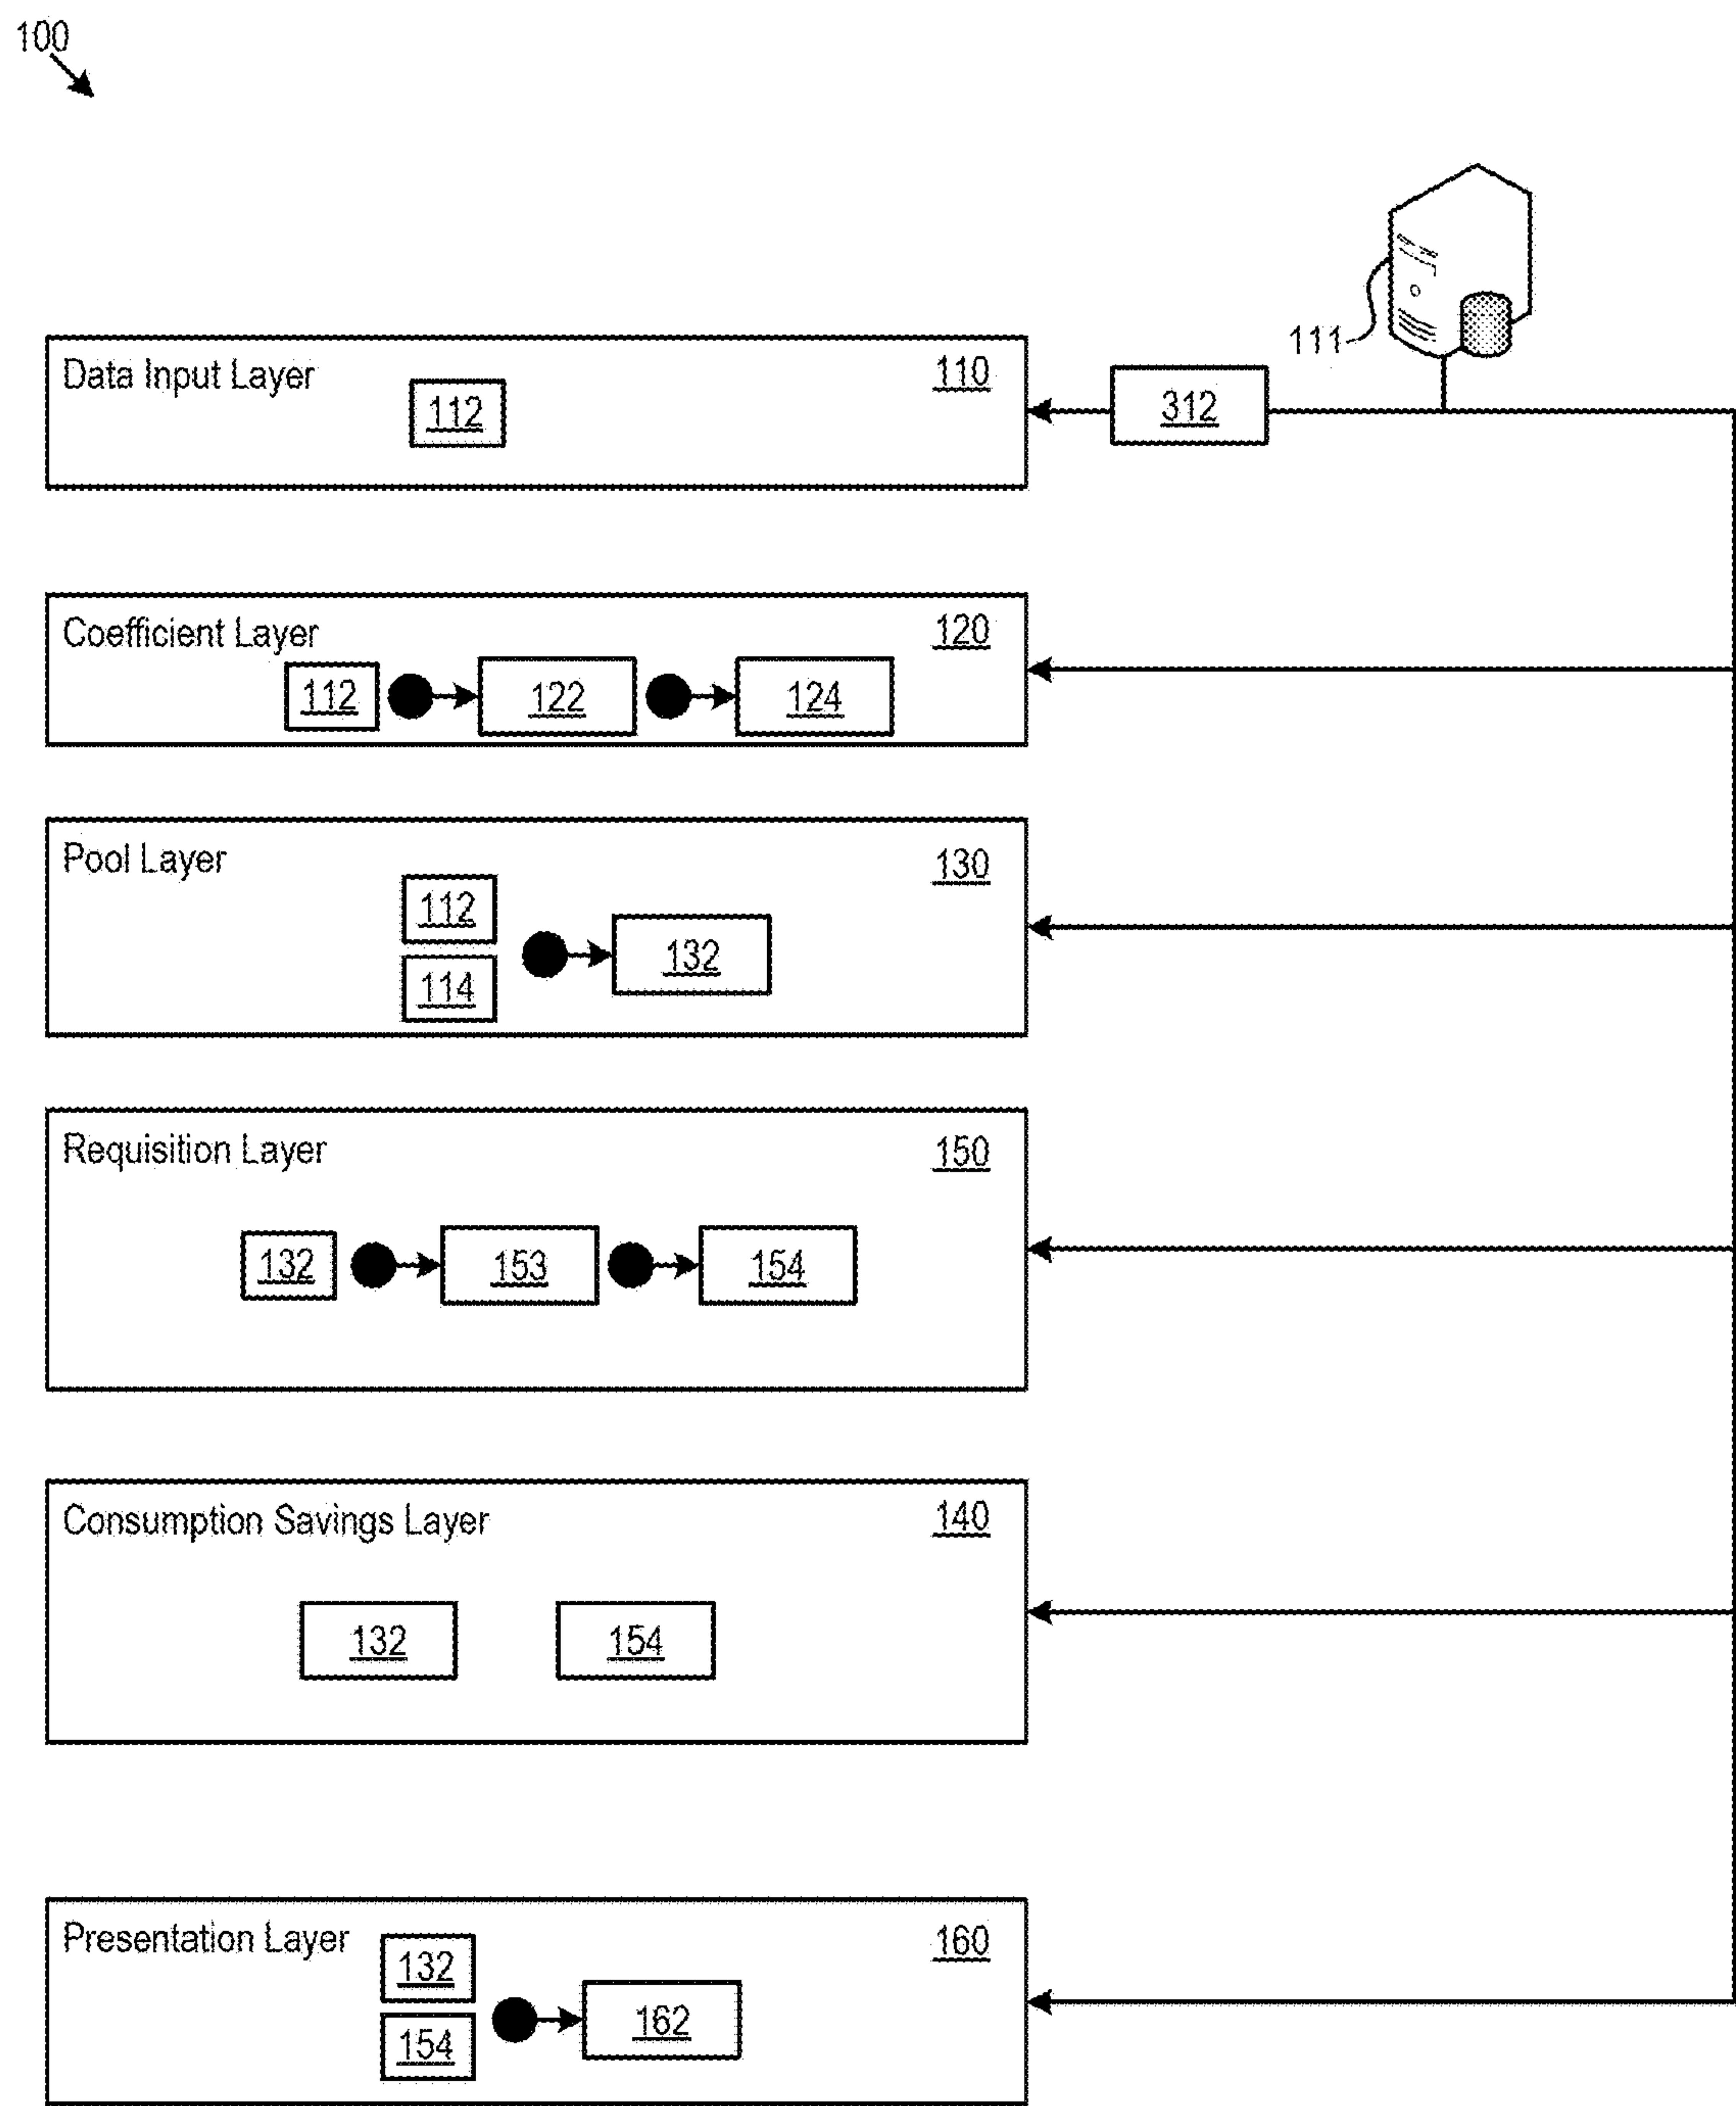 100
111
Data Input Layer 110
112
312
Coefficient Layer 120
112 122 124
Pool Layer 130
112
132
114
Requisition Layer 150
132 153 154
Consumption Savings Layer 140
132 154
Presentation Layer 160
132
162
154